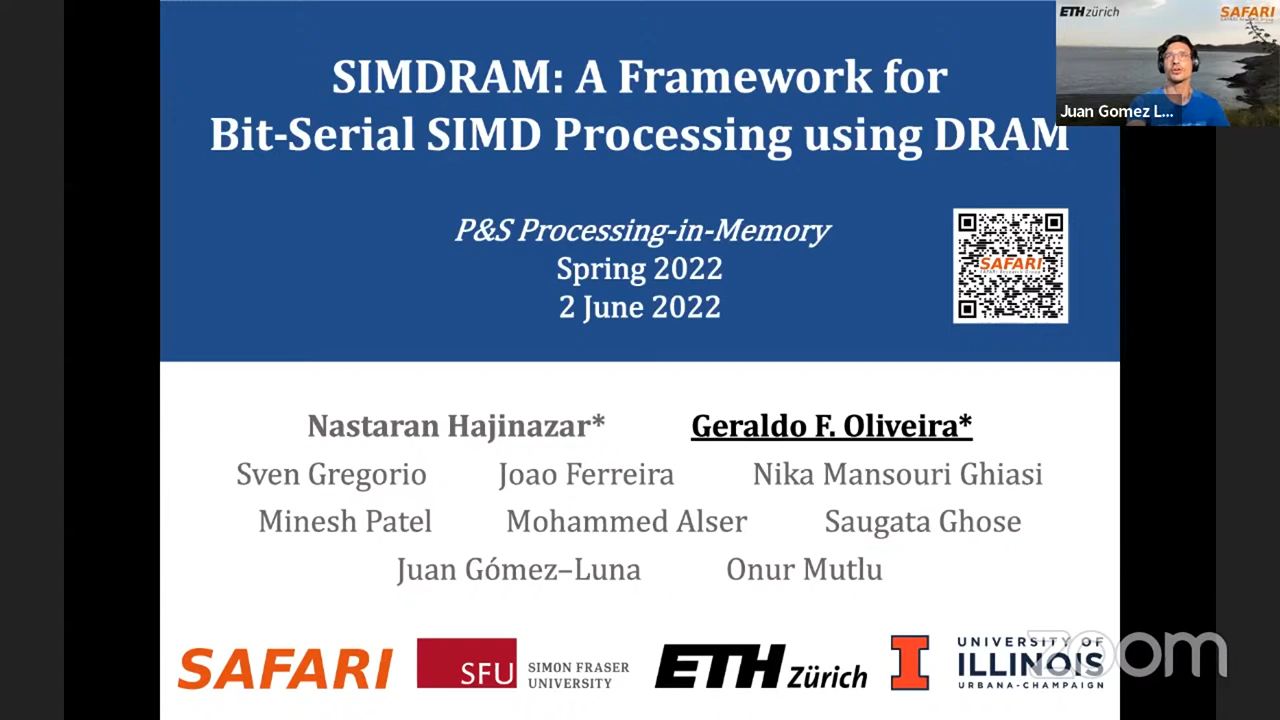 ETH zürich
SAFARI
Juan Gomez L...
SIMDRAM: A Framework for
Bit-Serial SIMD Processing using DRAM
P&S Processing-in-Memory
Spring 2022
2 June 2022
SAFARI
Nastaran Hajinazar* Geraldo F. Oliveira*
Sven Gregorio Joao Ferreira Nika Mansouri Ghiasi
Minesh Patel Mohammed Alser Saugata Ghose
Juan Gómez–Luna Onur Mutlu
SAFARI
SFU SIMON FRASER
UNIVERSITY
ETH Zürich
I UNIVERSITY OF
ILLINOIS
URBANA-CHAMPAIGN
zoom